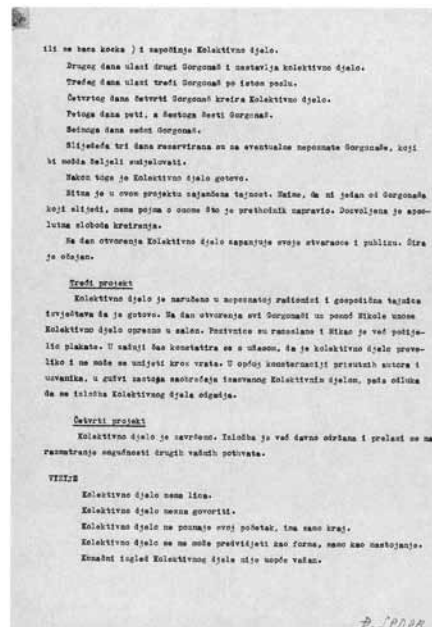 ili se baca kocka ) i započinje Kolektivno djelo.
Drugog dana ulazi drugi Gorgonaš i nastavlja kolektivno djelo.
Trećeg dana ulazi treći Gorgonaš po istom poslu.
Četvrtog dana četvrti Gorgonaš kreira Kolektivno djelo.
Petoga dana peti, a šestoga šesti Gorgonaš.
Sedmoga dana sedmi Gorgonaš.
Slijedeća tri dana rezervirana su za eventualne nepoznate Gorgonaše, koji
bi možda željeli sudjelovati.
Nakon toga je Kolektivno djelo gotovo.
Bitna je u ovom projektu zajamčena tajnost. Naime, da ni jedan od Gorgonaša
koji slijedi, nema pojma o onome što je prethodnik napravio. Dozvoljena je apso-
lutna sloboda kreiranja.
Na dan otvorenja Kolektivno djelo zapanjuje svoje stvaraoce i publiku. Šira
je očajan.
Treći projekt
Kolektivno djelo je naručeno u nepoznatoj radionici i gospodična tajnica
izvještava da je gotovo. Na dan otvorenja svi Gorgonaši uz pomoć Nikole unose
Kolektivno djelo oprezno u salon. Pozivnice su razaslane i Mikac je već podije-
lio plakate. U zadnji čas konstatira se s užasom, da je kolektivno djelo preve-
liko i ne može se unijeti kroz vrata. U općoj konsternaciji prisutnih autora i
uzvanika, u gužvi zastoja saobraćaja izazvanog Kolektivnim djelom, pada odluka
da se izložba Kolektivnog djela odgađa.
Četvrti projekt
Kolektivno djelo je završeno. Izložba je već davno održana i prelazi se na
razmatranje mogućnosti drugih važnih pothvata.
VIZIJE
Kolektivno djelo nema lica.
Kolektivno djelo nezna govoriti.
Kolektivno djelo ne poznaje svoj početak, ima samo kraj.
Kolektivno djelo se ne može predvidjeti kao forma, samo kao nastojanje.
Konačni izgled Kolektivnog djela nije uopće važan.